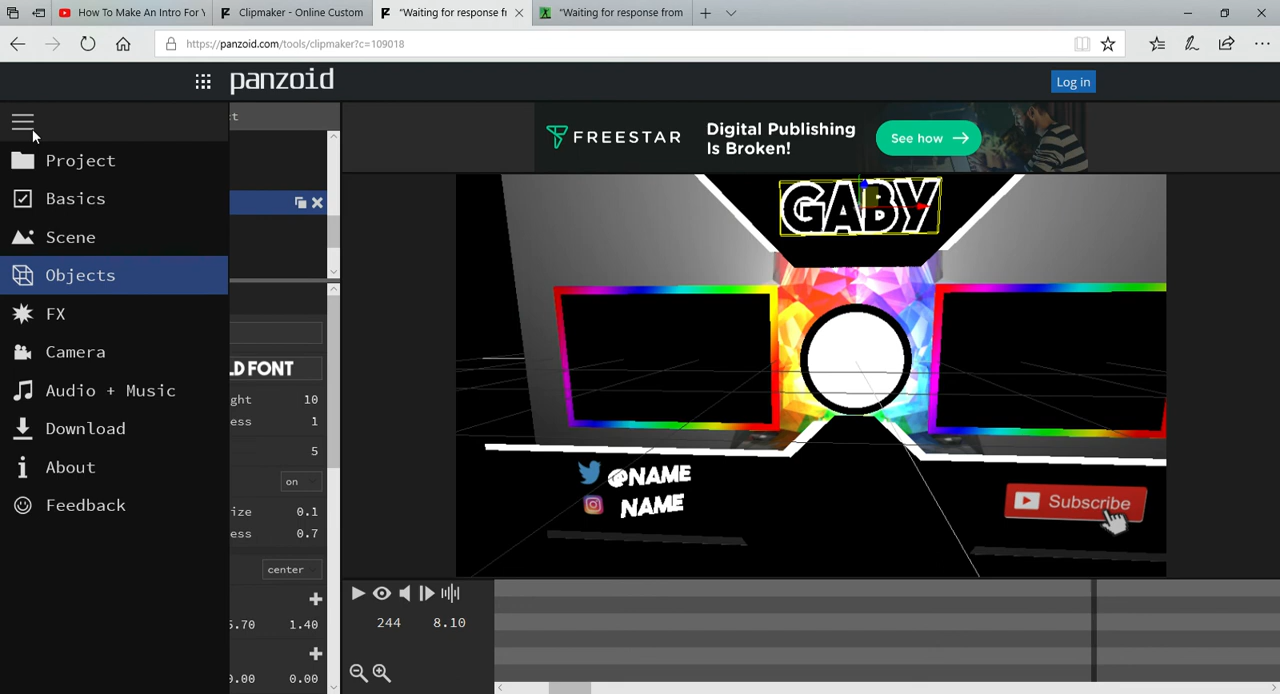 How To Make An Intro For Y
Clipmaker - Online Custom
"Waiting for response fr
"Waiting for response from
https://panzoid.com/tools/clipmaker?c=109018
panzoid
Log in
FREESTAR
Digital Publishing
Is Broken!
See how
Project
Basics
Scene
Objects
FX
Camera
Audio + Music
Download
About
Feedback
LD FONT
ght 10
ess 1
5
on
ize 0.1
ess 0.7
center
5.70 1.40
0.00 0.00
GABY
@NAME
NAME
Subscribe
244 8.10